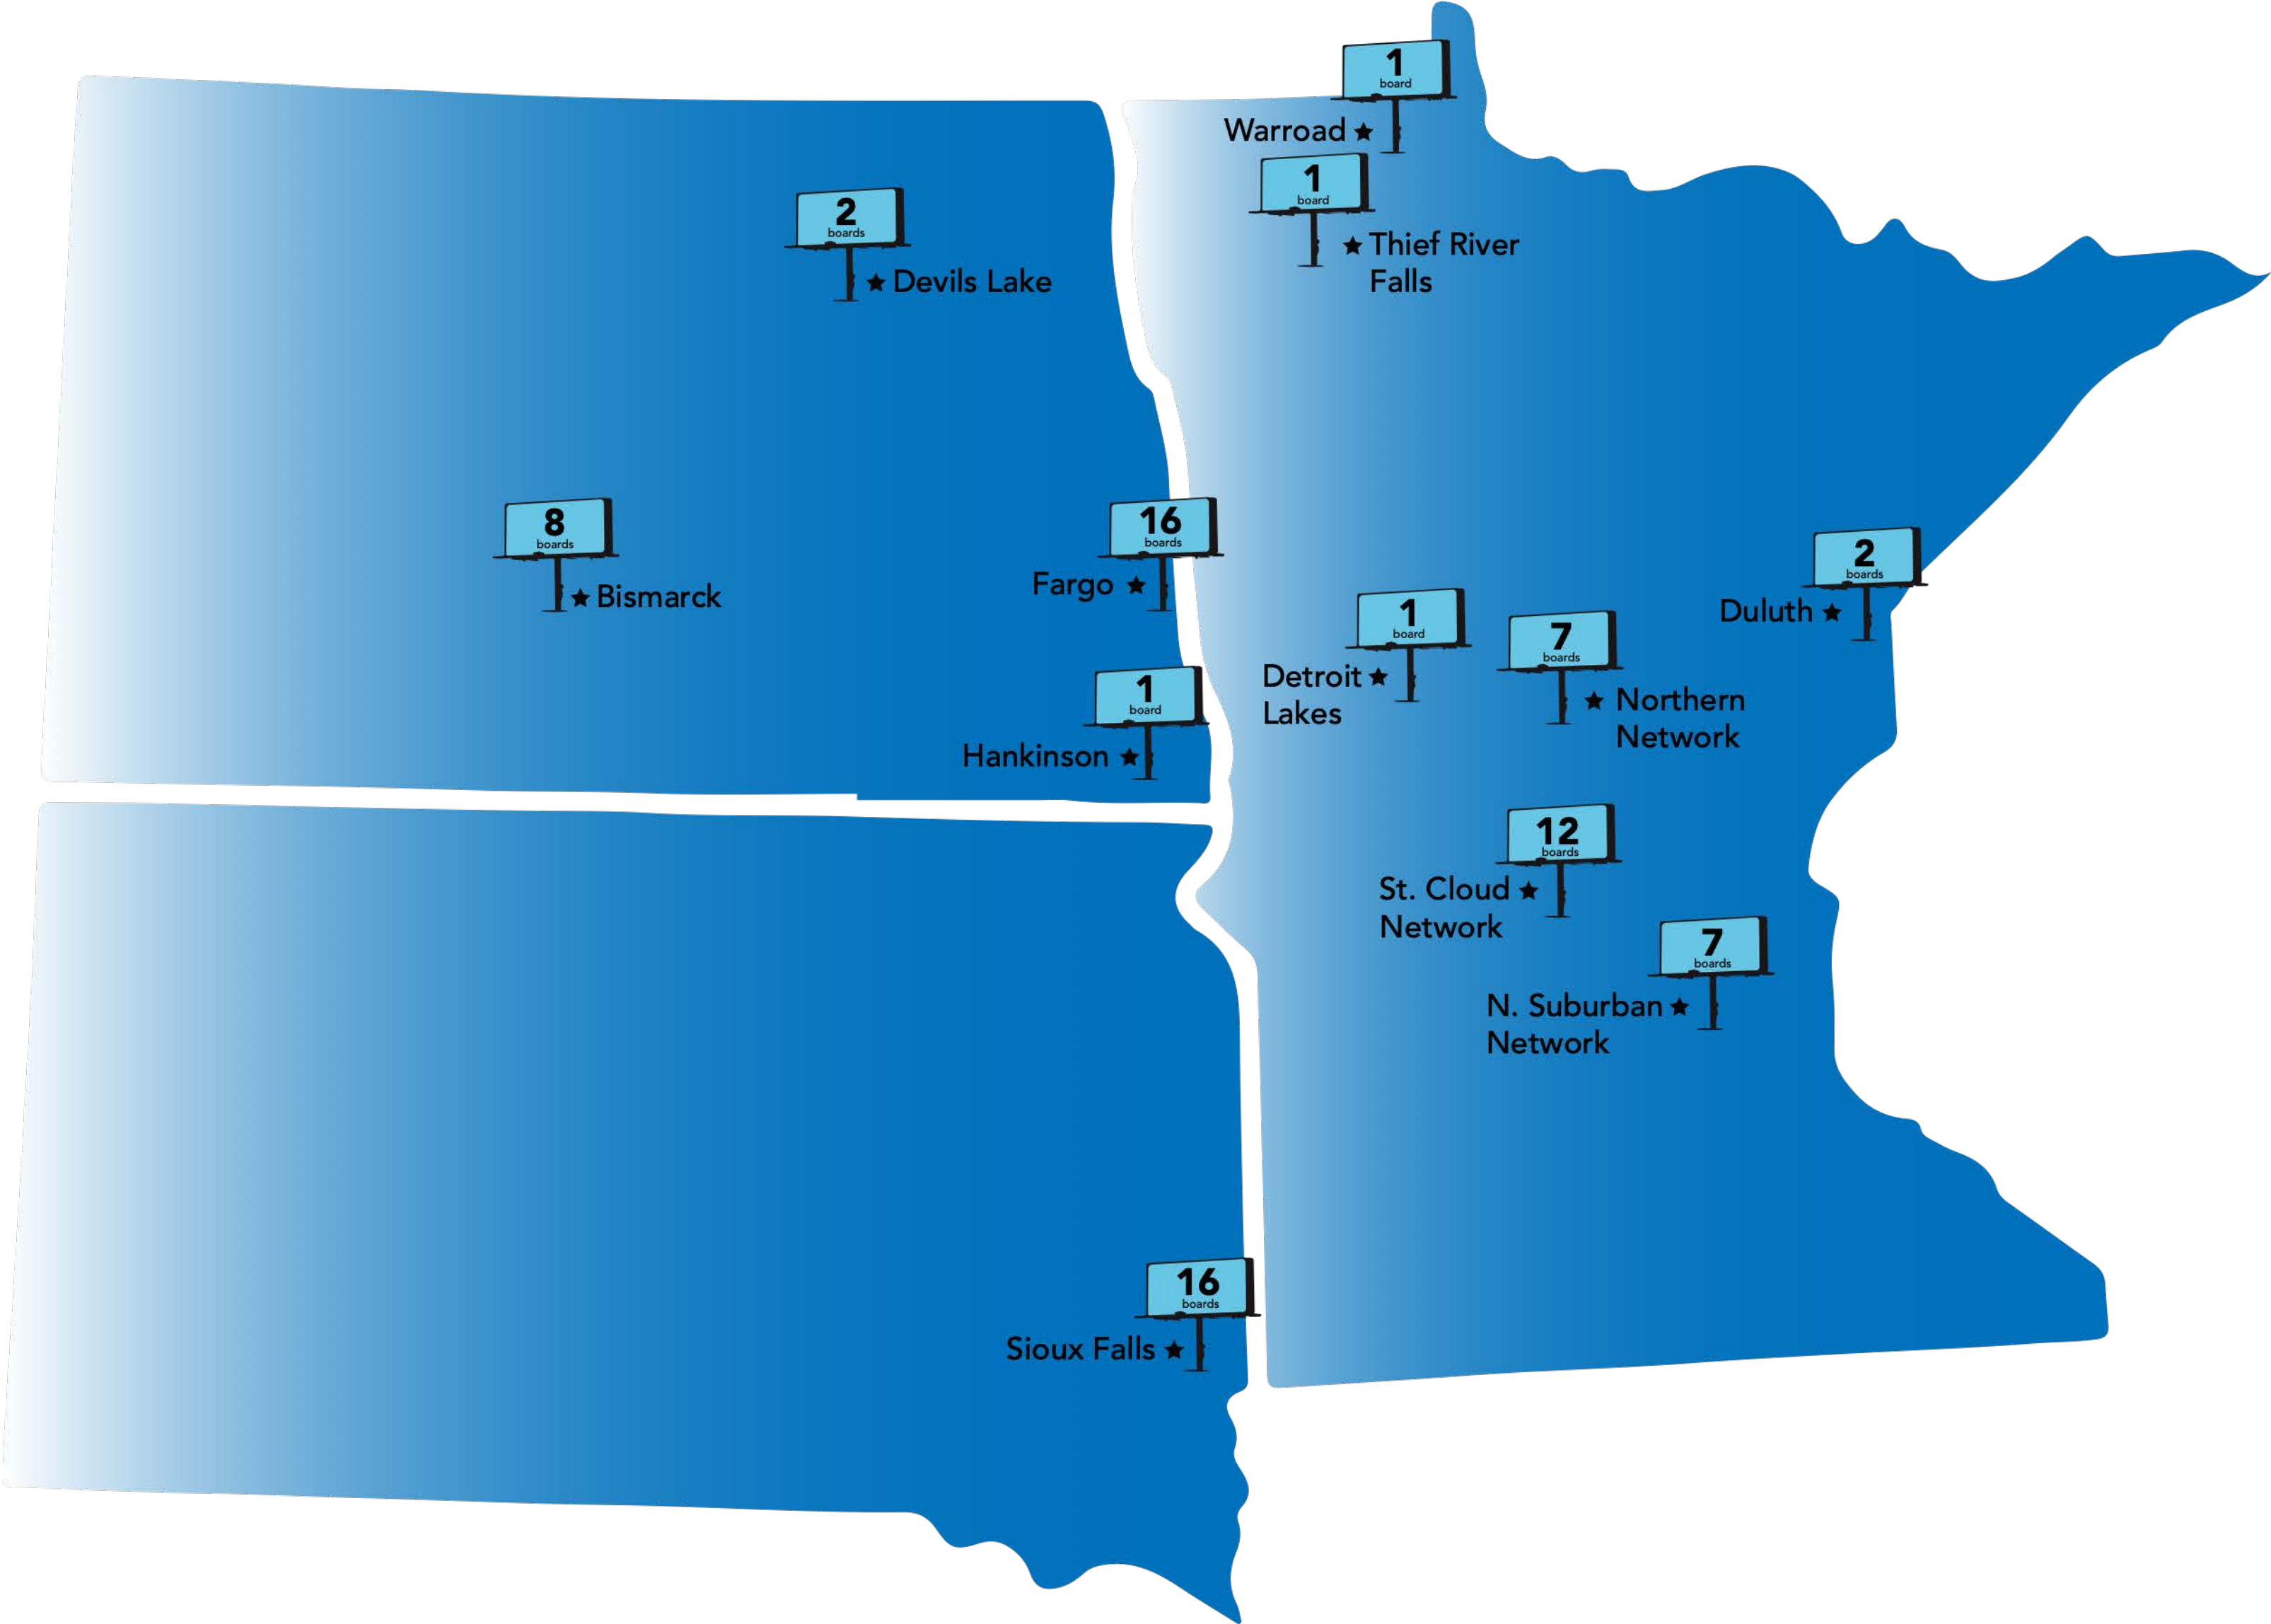 1
board
Warroad
1
board
Thief River
Falls
2
boards
Devils Lake
8
boards
Bismarck
16
boards
Fargo
1
board
Hankinson
2
boards
Duluth
1
board
Detroit
Lakes
7
boards
Northern
Network
12
boards
St. Cloud
Network
7
boards
N. Suburban
Network
16
boards
Sioux Falls